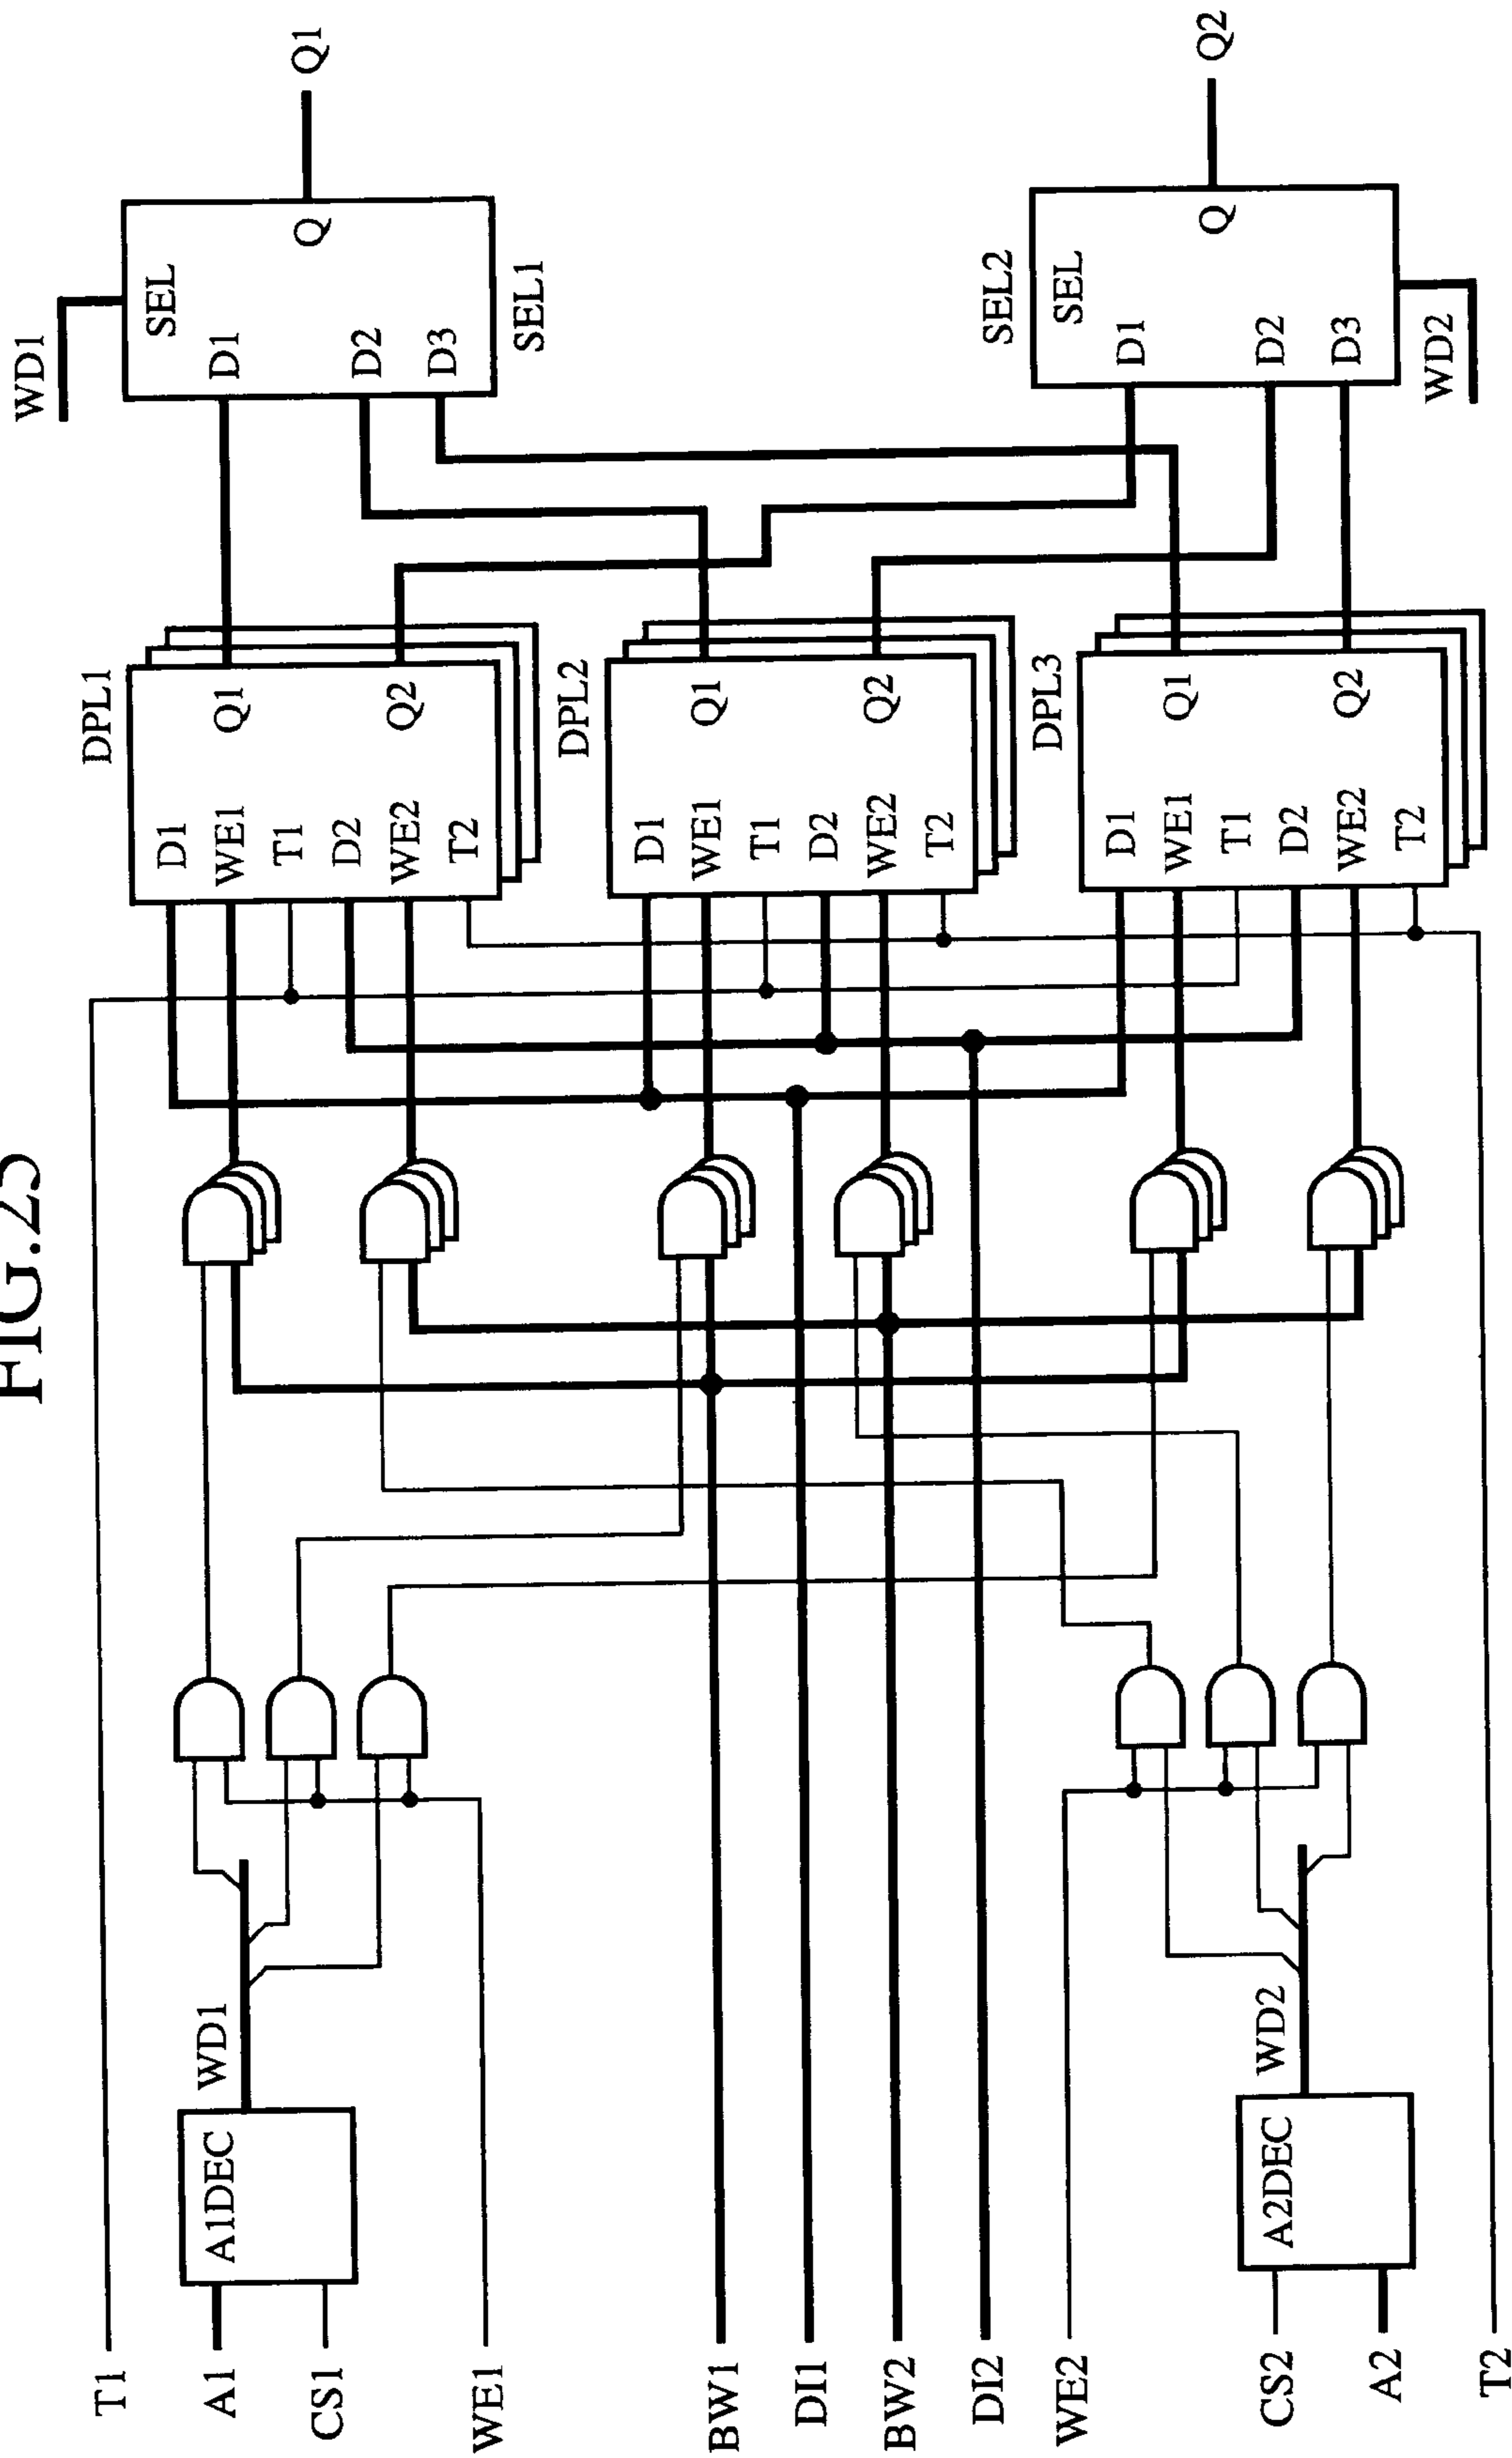 FIG.25
T1
A1
CS1
WE1
BW1
DI1
BW2
DI2
WE2
CS2
A2
T2
A1DEC
WD1
A2DEC
WD2
DPL1
D1
WE1
T1
D2
WE2
T2
Q1
Q2
DPL2
D1
WE1
T1
D2
WE2
T2
Q1
Q2
DPL3
D1
WE1
T1
D2
WE2
T2
Q1
Q2
WD1
SEL
D1
D2
D3
Q
SEL1
Q1
SEL2
SEL
D1
D2
D3
Q
WD2
Q2